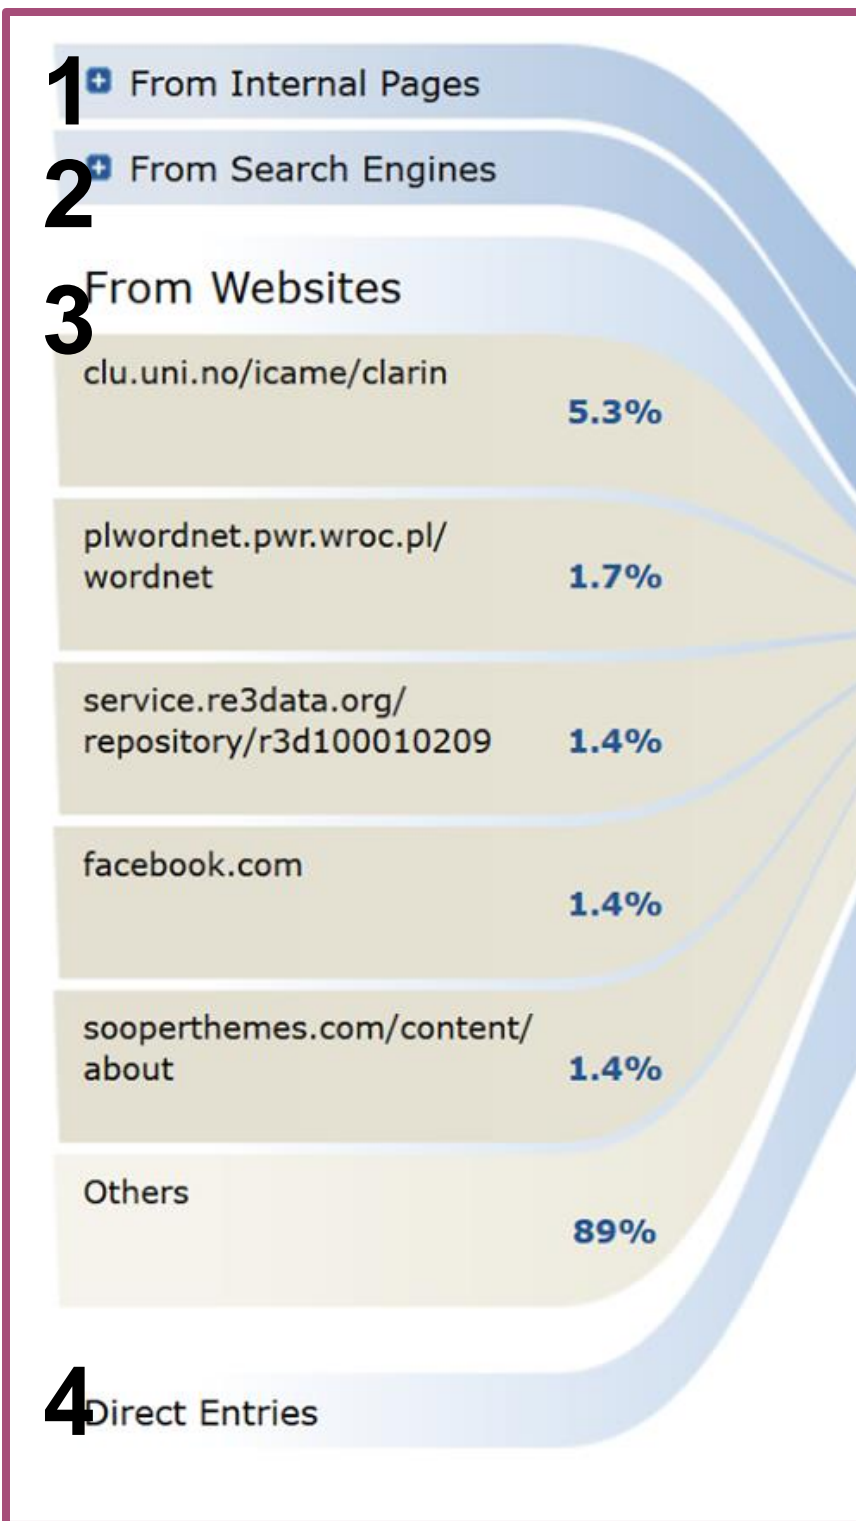 1 From Internal Pages
2 From Search Engines
3 From Websites
clu.uni.no/icame/clarin
5.3%
plwordnet.pwr.wroc.pl/
wordnet 1.7%
service.re3data.org/
repository/r3d100010209 1.4%
facebook.com
1.4%
sooperthemes.com/content/
about 1.4%
Others
89%
4 Direct Entries